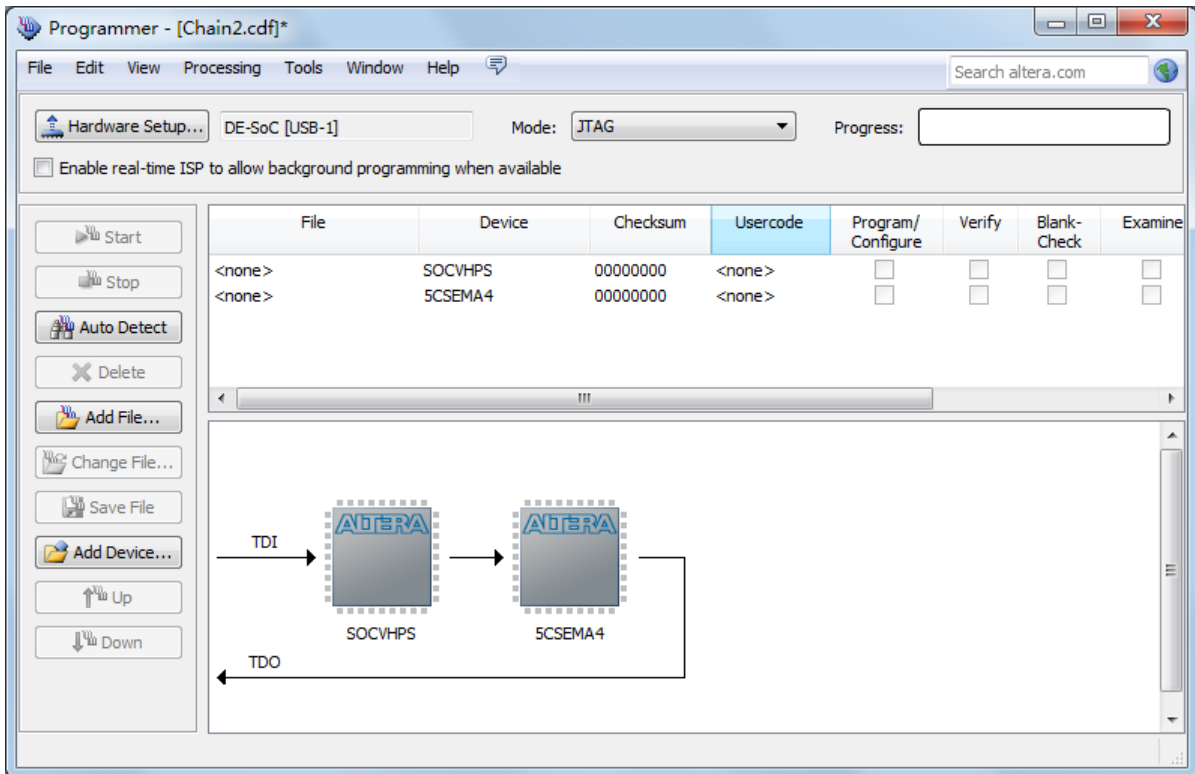 Programmer - [Chain2.cdf]*
File Edit View Processing Tools Window Help Search altera.com
Hardware Setup... DE-SoC [USB-1] Mode: JTAG Progress:
Enable real-time ISP to allow background programming when available
Start
Stop
Auto Detect
Delete
Add File...
Change File...
Save File
Add Device...
Up
Down
File Device Checksum Usercode Program/ Verify Blank- Examine
Configure Check
<none> SOCVHPS 00000000 <none>
<none> 5CSEMA4 00000000 <none>
ALTERA ALTERA
TDI
SOCVHPS 5CSEMA4
TDO